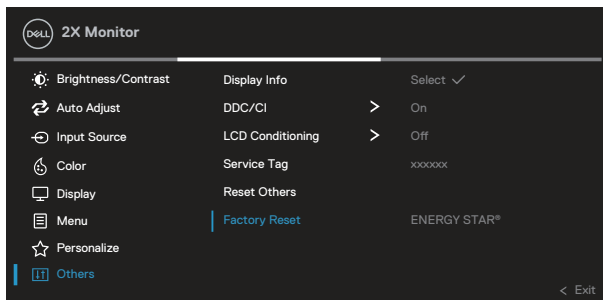 DELL 2X Monitor
Brightness/Contrast Display Info Select ✓
Auto Adjust DDC/CI > On
Input Source LCD Conditioning > Off
Color Service Tag xxxxxx
Display Reset Others
Menu Factory Reset ENERGY STAR®
Personalize
Others
< Exit